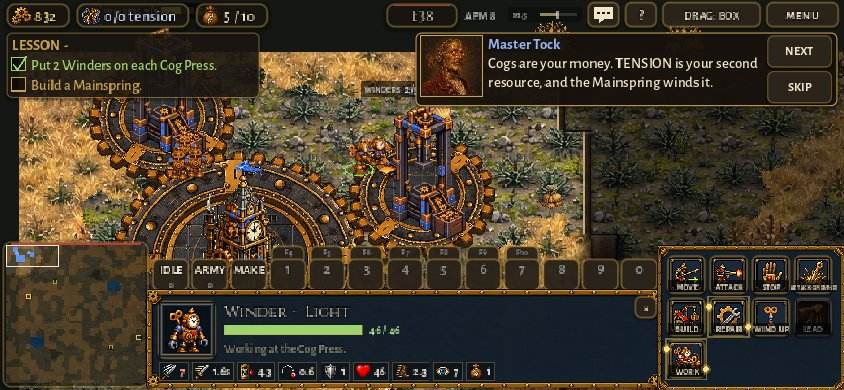 832
0/0 tension
5/10
1:38
APM 8
?
DRAG: BOX
MENU
LESSON -
Put 2 Winders on each Cog Press.
Build a Mainspring.
Master Tock
Cogs are your money. TENSION is your second
resource, and the Mainspring winds it.
NEXT
SKIP
WINDERS
IDLE
ARMY
MAKE
1
2
3
4
5
6
7
8
9
0
WINDER - LIGHT
46/46
Working at the Cog Press.
7
1.6s
4.3
0.6
1
46
2.3
7
1
MOVE
ATTACK
STOP
BUILD
REPAIR
WIND UP
LEAD
WORK